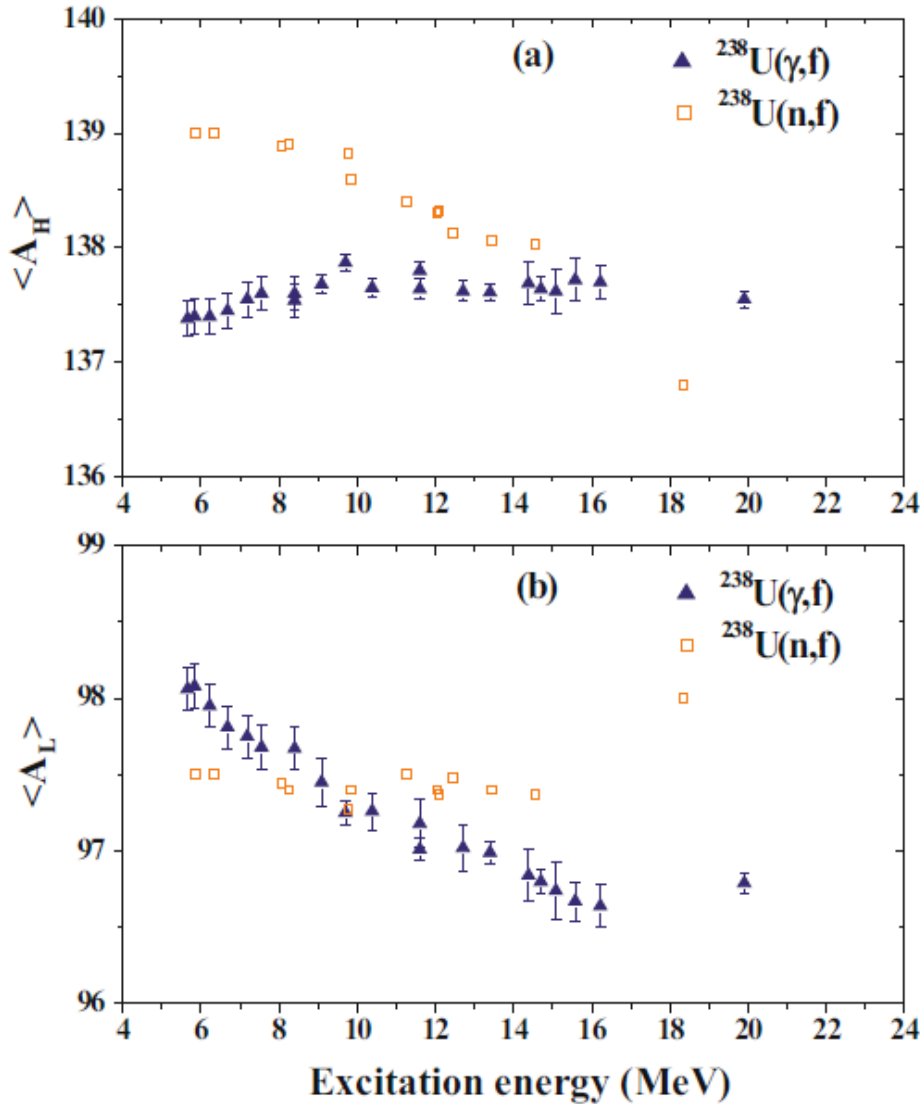 140
139
138
137
136
<A_H>
(a)
²³⁸U(γ,f)
²³⁸U(n,f)
4 6 8 10 12 14 16 18 20 22 24
99
98
97
96
<A_L>
(b)
²³⁸U(γ,f)
²³⁸U(n,f)
4 6 8 10 12 14 16 18 20 22 24
Excitation energy (MeV)